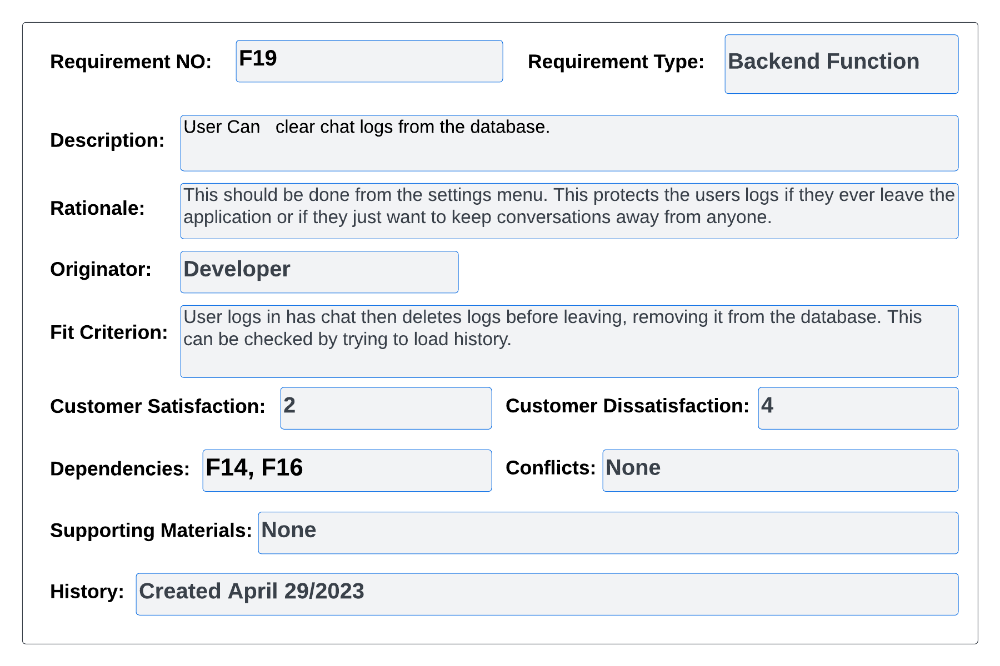 Requirement NO: F19 Requirement Type: Backend Function
Description: User Can   clear chat logs from the database.
Rationale: This should be done from the settings menu. This protects the users logs if they ever leave the
application or if they just want to keep conversations away from anyone.
Originator: Developer
Fit Criterion: User logs in has chat then deletes logs before leaving, removing it from the database. This
can be checked by trying to load history.
Customer Satisfaction: 2 Customer Dissatisfaction: 4
Dependencies: F14, F16 Conflicts: None
Supporting Materials: None
History: Created April 29/2023